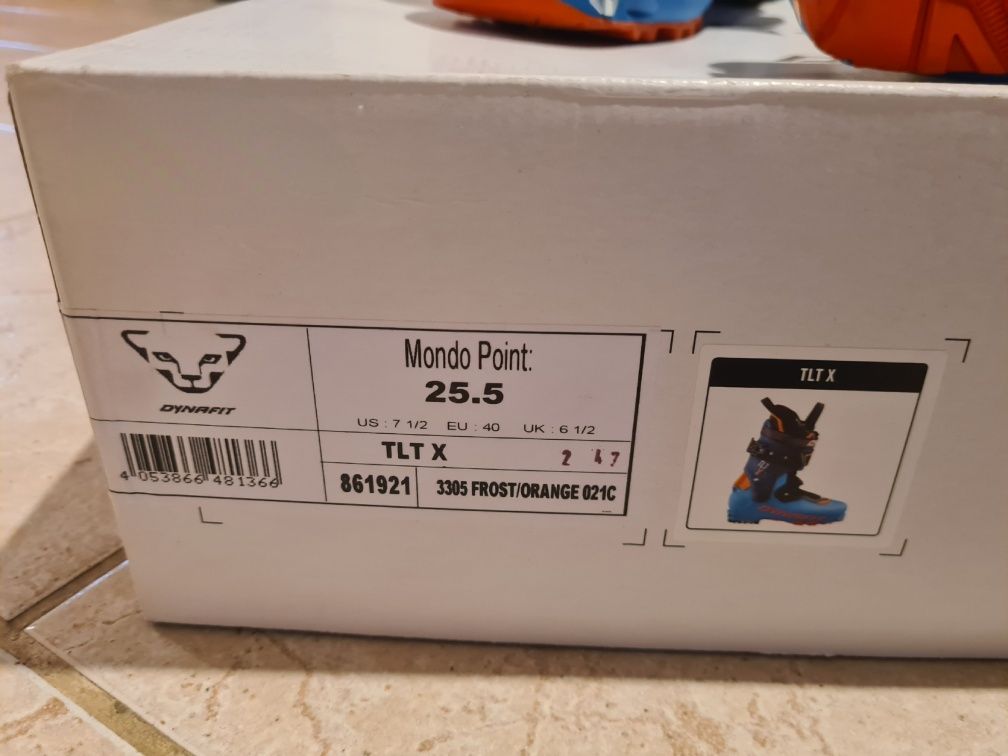 DYNAFIT
4 053866 481366
Mondo Point:
25.5
US : 7 1/2 EU : 40 UK : 6 1/2
TLT X 2 47
861921 3305 FROST/ORANGE 021C
TLT X
DYNAFIT